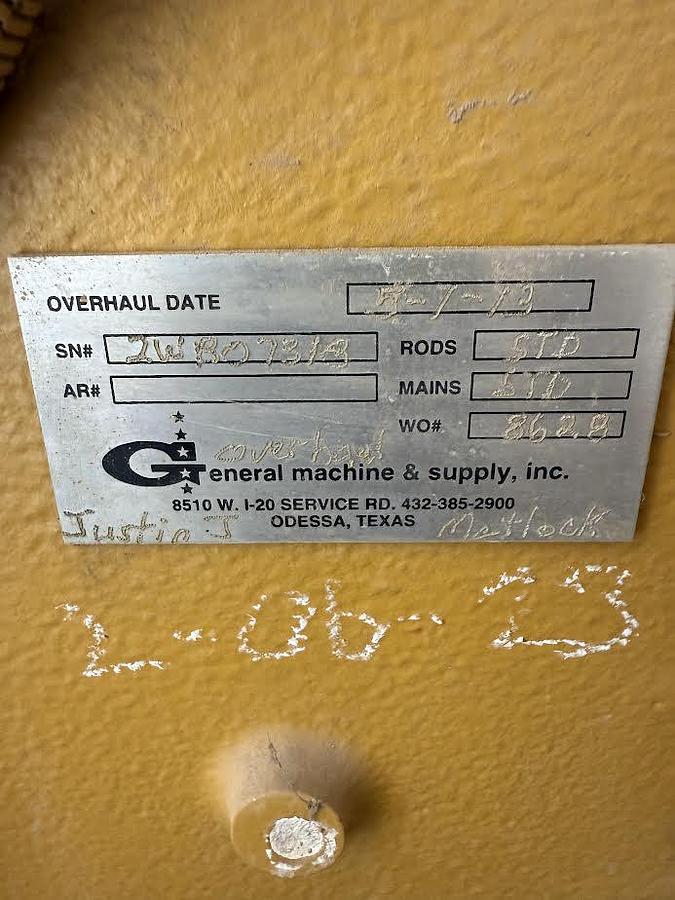 OVERHAUL DATE 5-7-13
SN# 2WB07318 RODS STD
AR# MAINS STD
WO# 8628
overhaul
General machine & supply, inc.
8510 W. I-20 SERVICE RD. 432-385-2900
ODESSA, TEXAS
Justin J Matlock
2-06-23